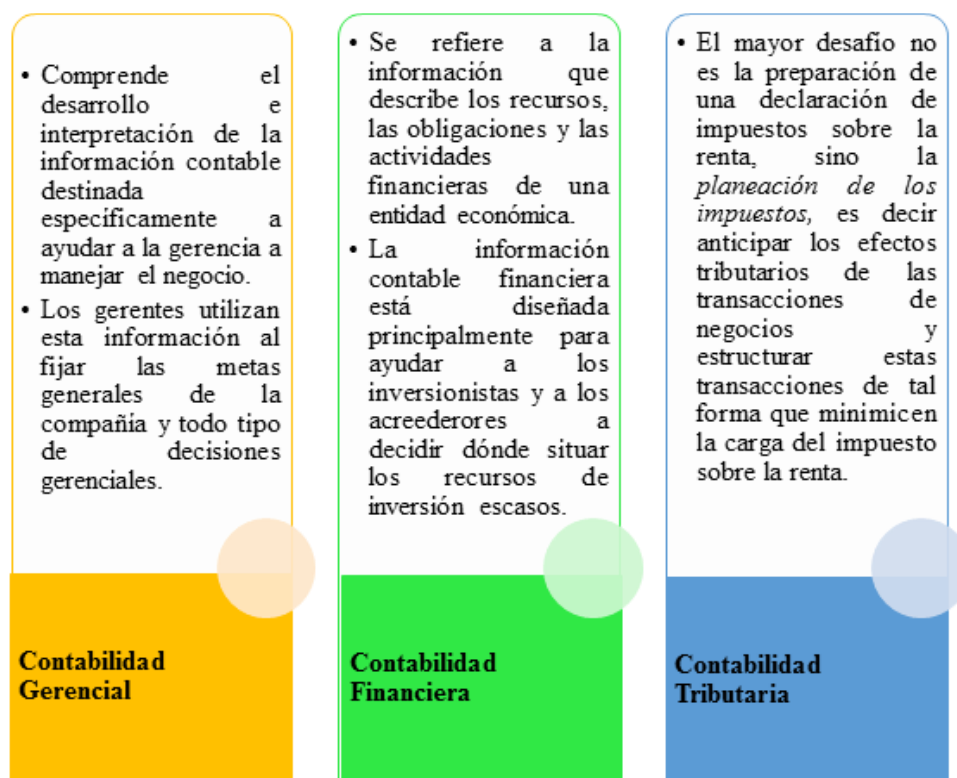 • Comprende el
desarrollo e
interpretación de la
información contable
destinada
específicamente a
ayudar a la gerencia a
manejar el negocio.
• Los gerentes utilizan
esta información al
fijar las metas
generales de la
compañía y todo tipo
de decisiones
gerenciales.
Contabilidad
Gerencial
• Se refiere a la
información que
describe los recursos,
las obligaciones y las
actividades
financieras de una
entidad económica.
• La información
contable financiera
está diseñada
principalmente para
ayudar a los
inversionistas y a los
acreederores a
decidir dónde situar
los recursos de
inversión escasos.
Contabilidad
Financiera
• El mayor desafío no
es la preparación de
una declaración de
impuestos sobre la
renta, sino la
planeación de los
impuestos, es decir
anticipar los efectos
tributarios de las
transacciones de
negocios y
estructurar estas
transacciones de tal
forma que minimicen
la carga del impuesto
sobre la renta.
Contabilidad
Tributaria